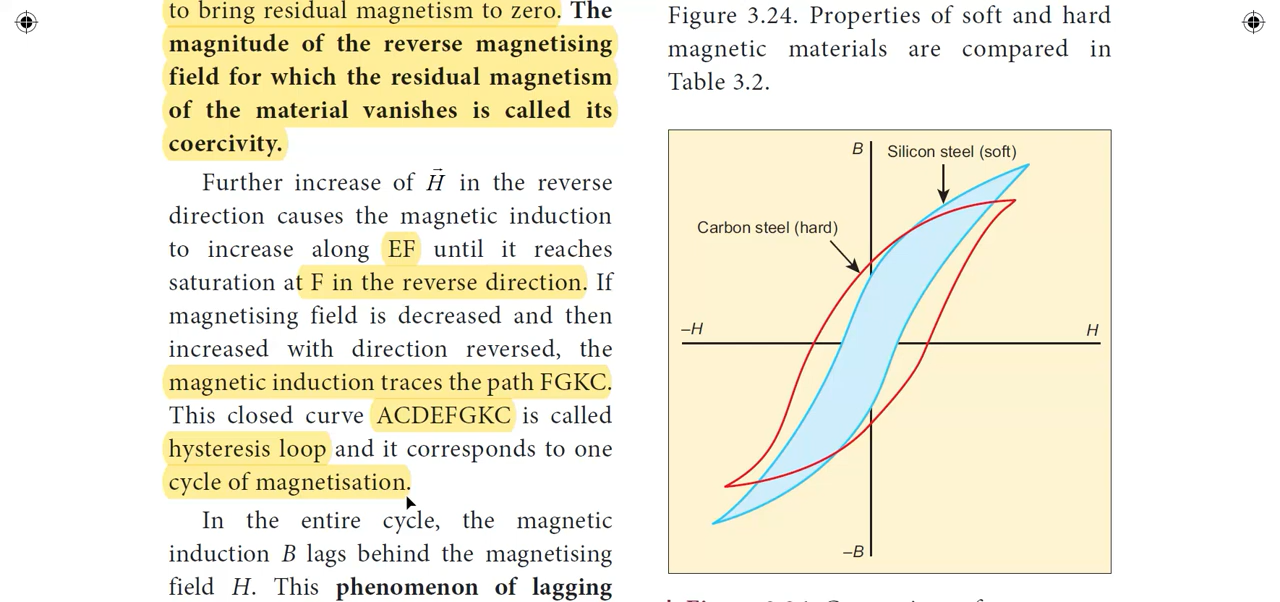 to bring residual magnetism to zero. The
magnitude of the reverse magnetising
field for which the residual magnetism
of the material vanishes is called its
coercivity.
Further increase of H⃗ in the reverse
direction causes the magnetic induction
to increase along EF until it reaches
saturation at F in the reverse direction. If
magnetising field is decreased and then
increased with direction reversed, the
magnetic induction traces the path FGKC.
This closed curve ACDEFGKC is called
hysteresis loop and it corresponds to one
cycle of magnetisation.
In the entire cycle, the magnetic
induction B lags behind the magnetising
field H. This phenomenon of lagging
Figure 3.24. Properties of soft and hard
magnetic materials are compared in
Table 3.2.
B
Silicon steel (soft)
Carbon steel (hard)
–H
H
–B